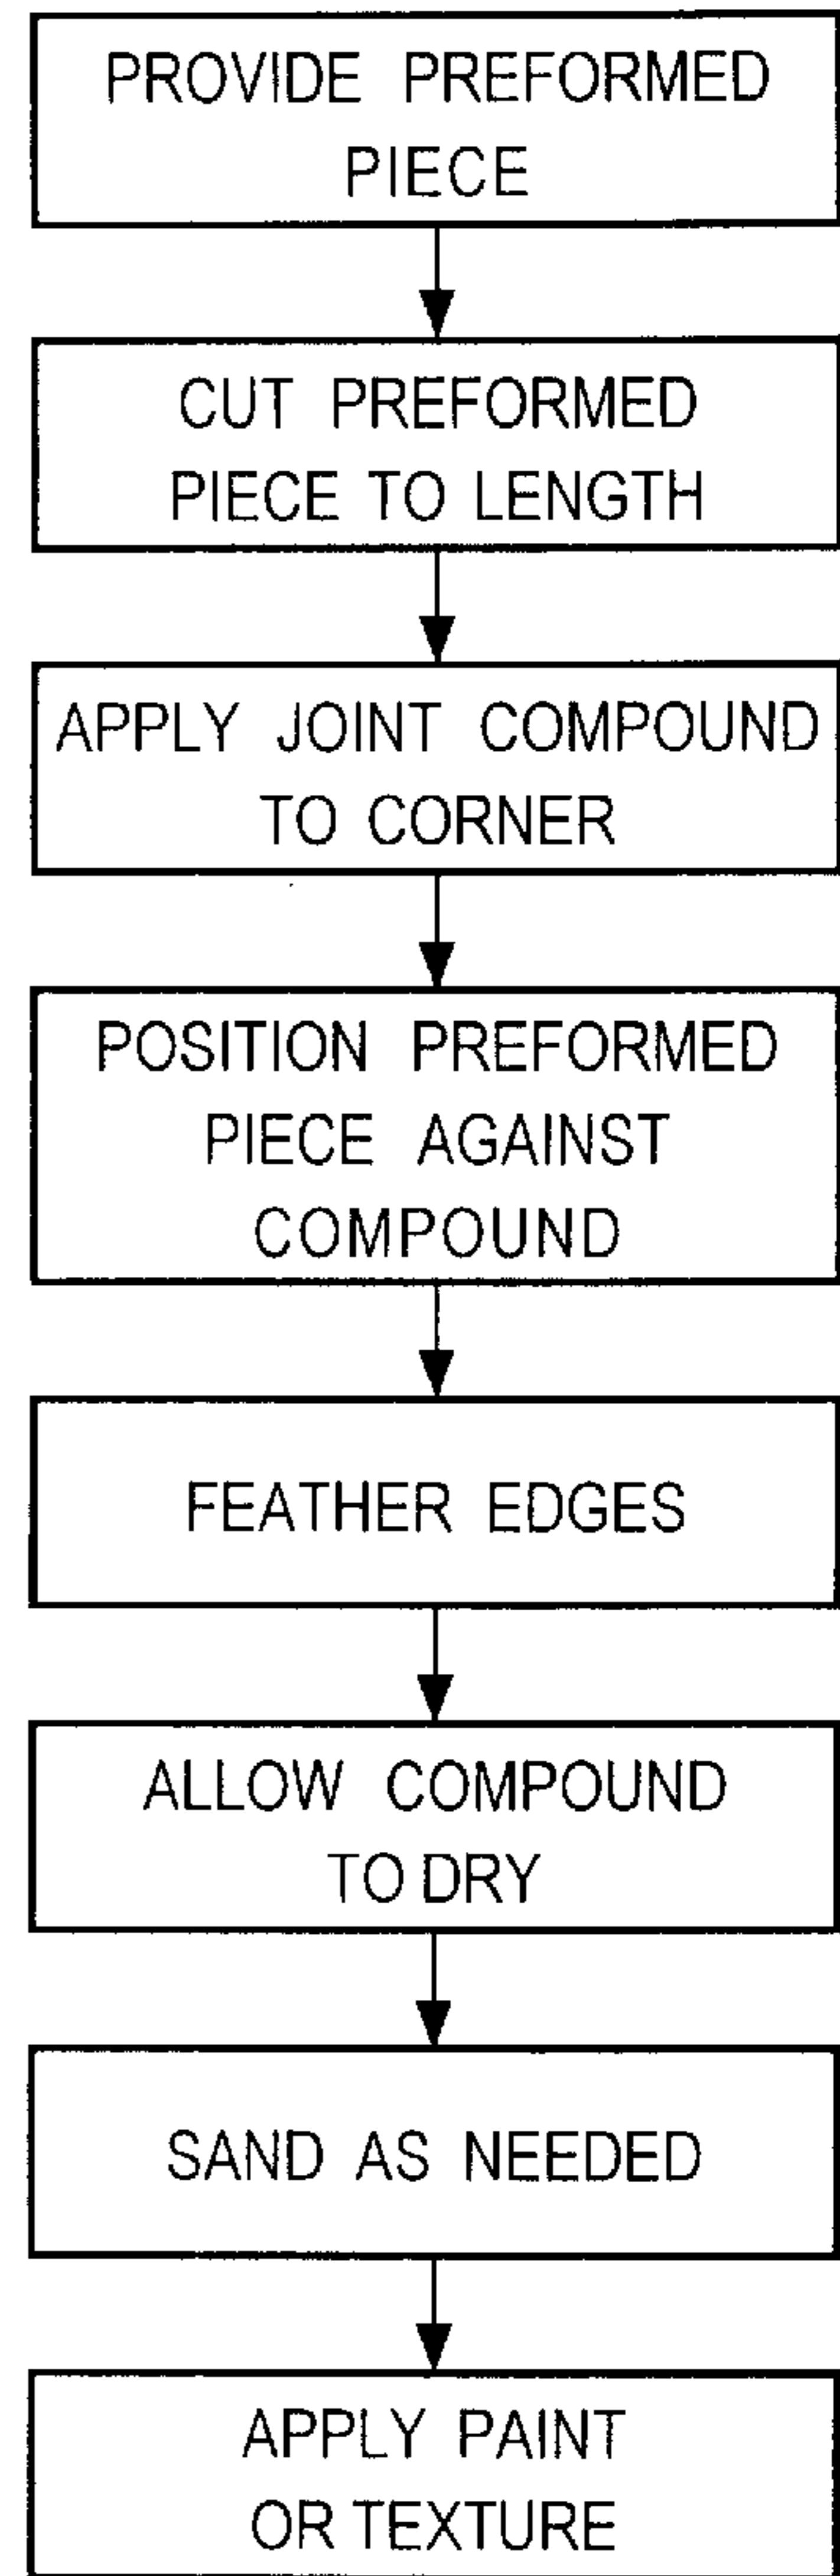 PROVIDE PREFORMED
PIECE
CUT PREFORMED
PIECE TO LENGTH
APPLY JOINT COMPOUND
TO CORNER
POSITION PREFORMED
PIECE AGAINST
COMPOUND
FEATHER EDGES
ALLOW COMPOUND
TO DRY
SAND AS NEEDED
APPLY PAINT
OR TEXTURE